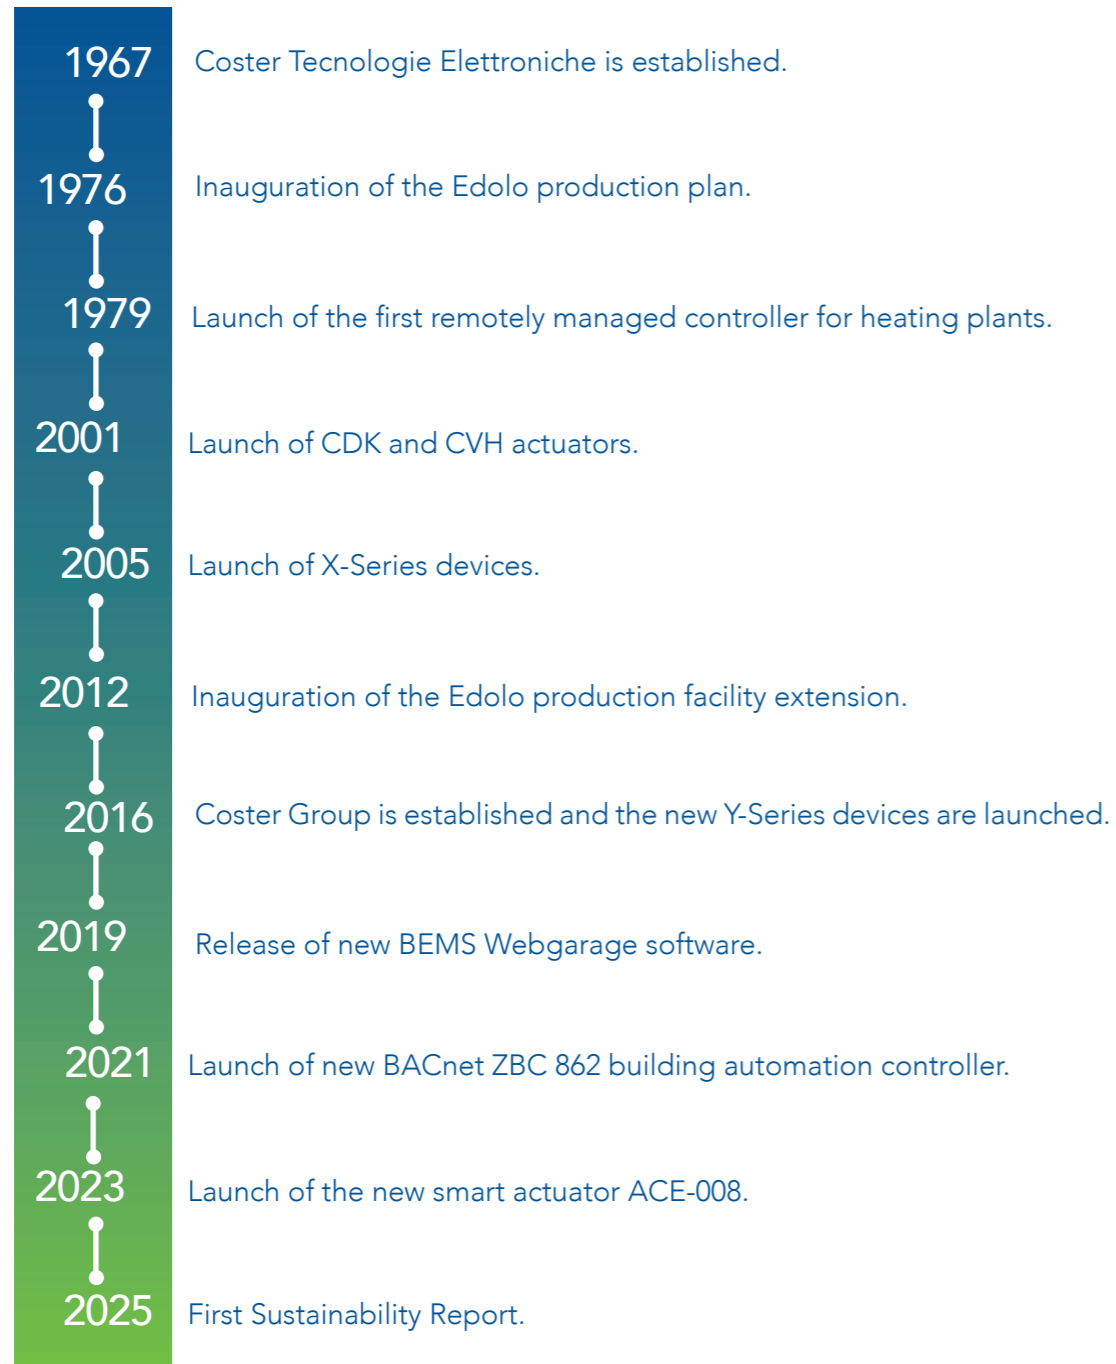 1967 Coster Tecnologie Elettroniche is established.
1976 Inauguration of the Edolo production plan.
1979 Launch of the first remotely managed controller for heating plants.
2001 Launch of CDK and CVH actuators.
2005 Launch of X-Series devices.
2012 Inauguration of the Edolo production facility extension.
2016 Coster Group is established and the new Y-Series devices are launched.
2019 Release of new BEMS Webgarage software.
2021 Launch of new BACnet ZBC 862 building automation controller.
2023 Launch of the new smart actuator ACE-008.
2025 First Sustainability Report.